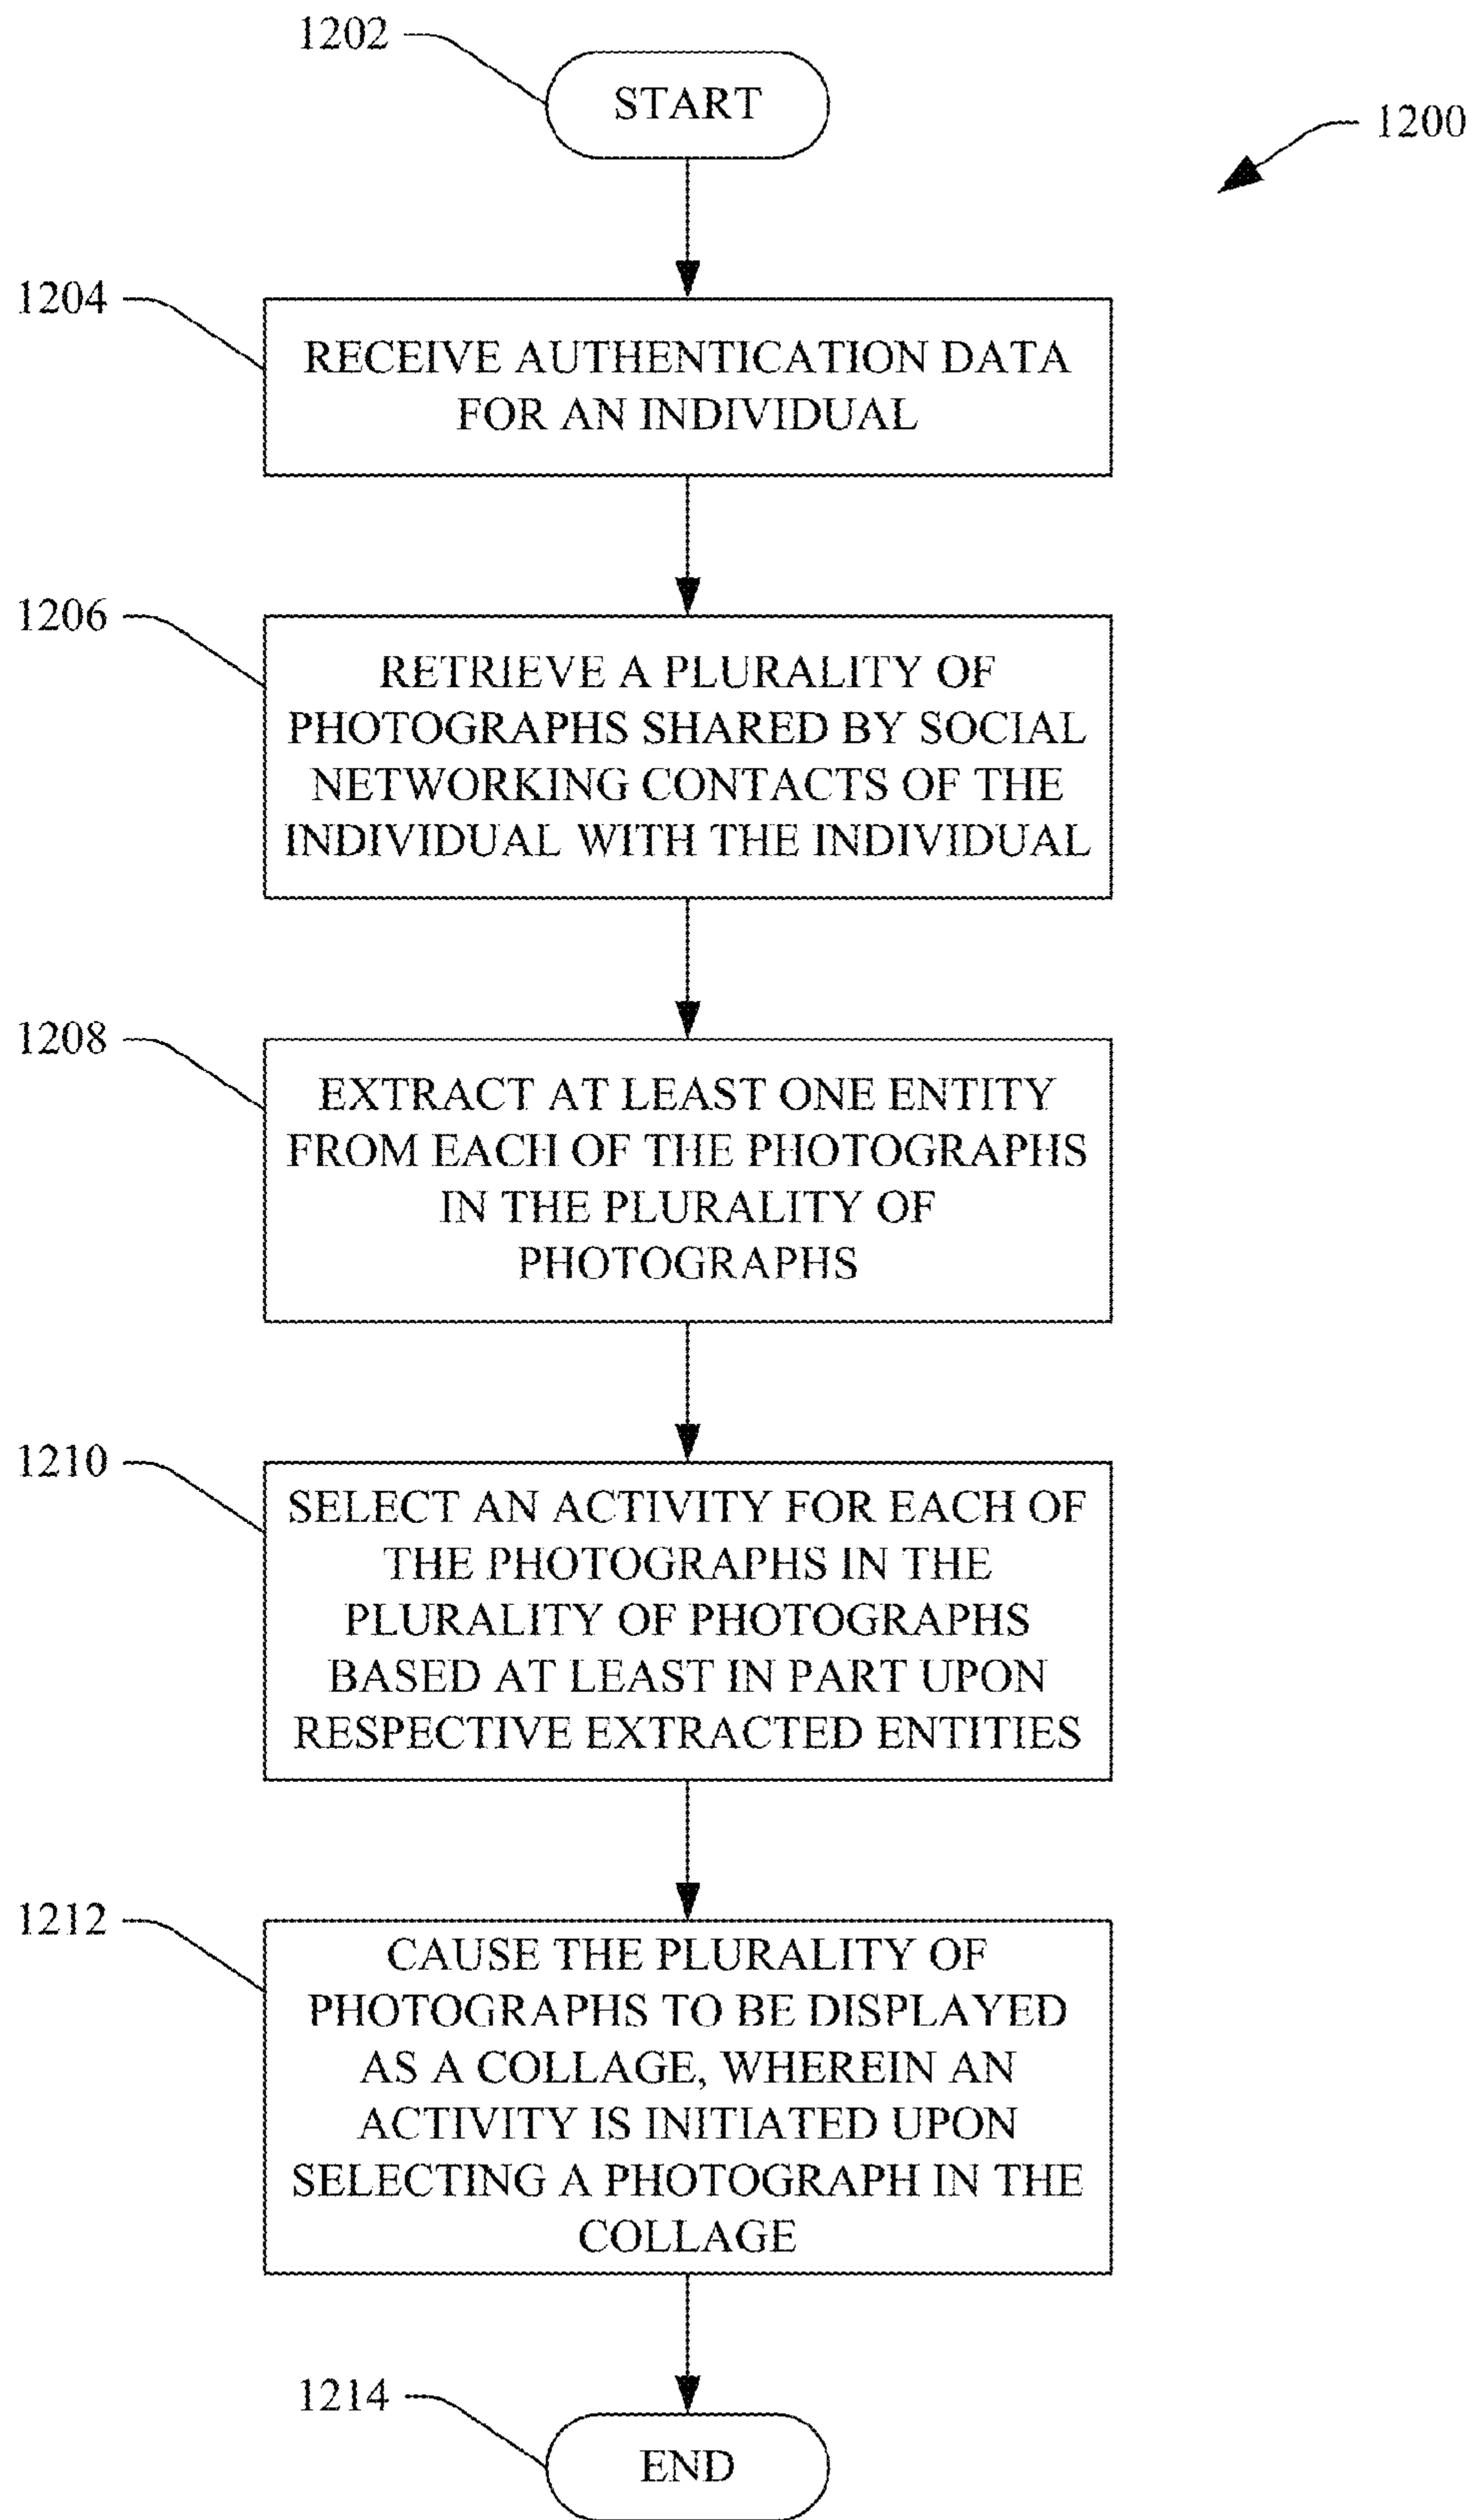 1202
START
1200
1204
RECEIVE AUTHENTICATION DATA
FOR AN INDIVIDUAL
1206
RETRIEVE A PLURALITY OF
PHOTOGRAPHS SHARED BY SOCIAL
NETWORKING CONTACTS OF THE
INDIVIDUAL WITH THE INDIVIDUAL
1208
EXTRACT AT LEAST ONE ENTITY
FROM EACH OF THE PHOTOGRAPHS
IN THE PLURALITY OF
PHOTOGRAPHS
1210
SELECT AN ACTIVITY FOR EACH OF
THE PHOTOGRAPHS IN THE
PLURALITY OF PHOTOGRAPHS
BASED AT LEAST IN PART UPON
RESPECTIVE EXTRACTED ENTITIES
1212
CAUSE THE PLURALITY OF
PHOTOGRAPHS TO BE DISPLAYED
AS A COLLAGE, WHEREIN AN
ACTIVITY IS INITIATED UPON
SELECTING A PHOTOGRAPH IN THE
COLLAGE
1214
END